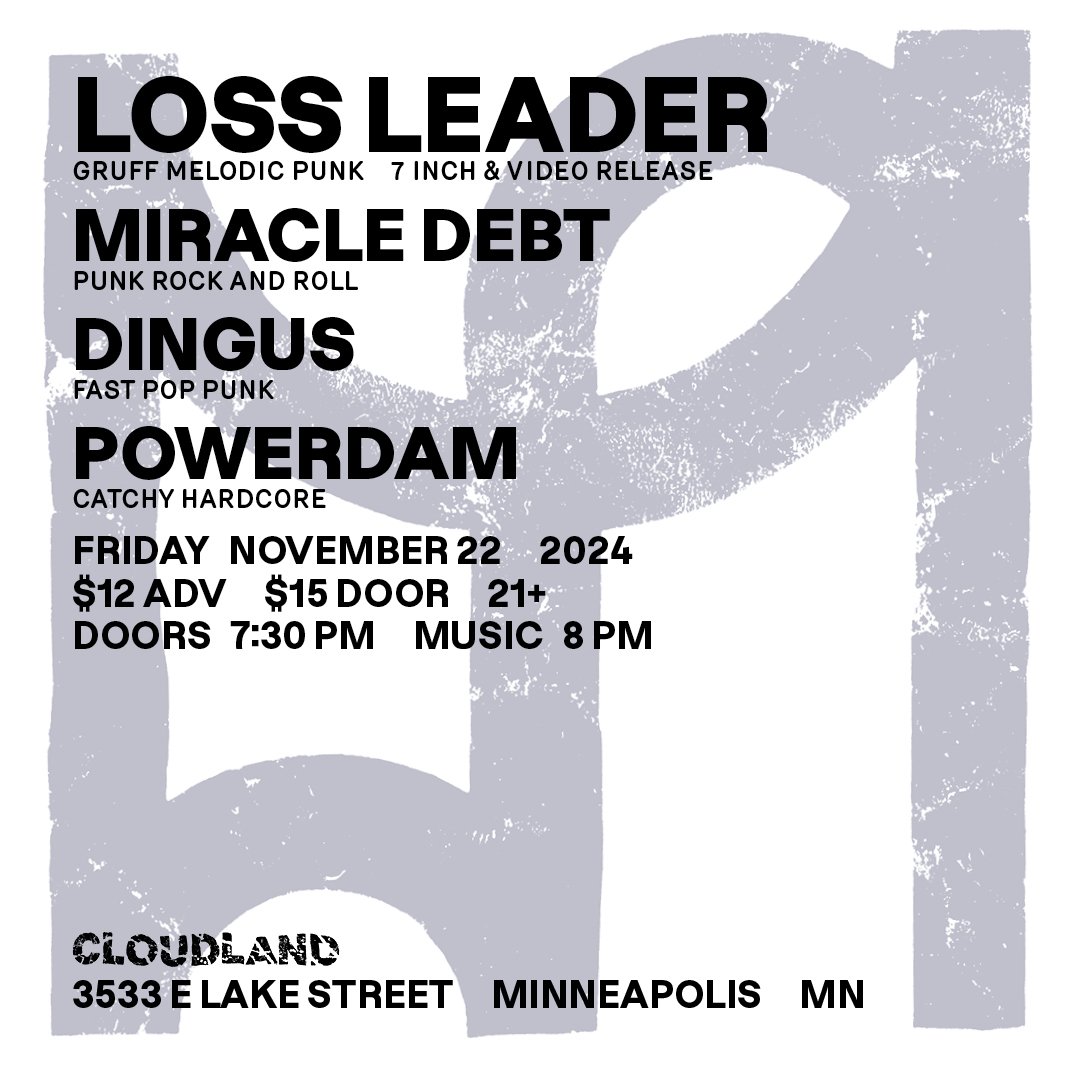 LOSS LEADER
GRUFF MELODIC PUNK 7 INCH & VIDEO RELEASE
MIRACLE DEBT
PUNK ROCK AND ROLL
DINGUS
FAST POP PUNK
POWERDAM
CATCHY HARDCORE
FRIDAY NOVEMBER 22 2024
$12 ADV $15 DOOR 21+
DOORS 7:30 PM MUSIC 8 PM
CLOUDLAND
3533 E LAKE STREET MINNEAPOLIS MN